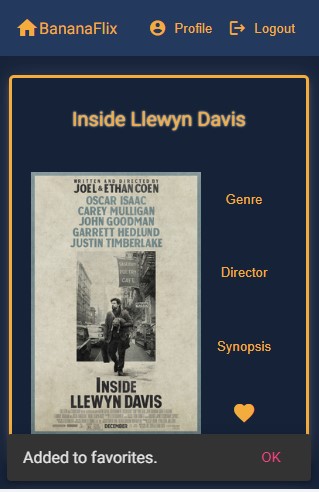 BananaFlix
Profile
Logout
Inside Llewyn Davis
WRITTEN AND DIRECTED BY
JOEL & ETHAN COEN
OSCAR ISAAC
CAREY MULLIGAN
JOHN GOODMAN
GARRETT HEDLUND
JUSTIN TIMBERLAKE
INSIDE
LLEWYN DAVIS
DECEMBER
Genre
Director
Synopsis
Added to favorites.
OK